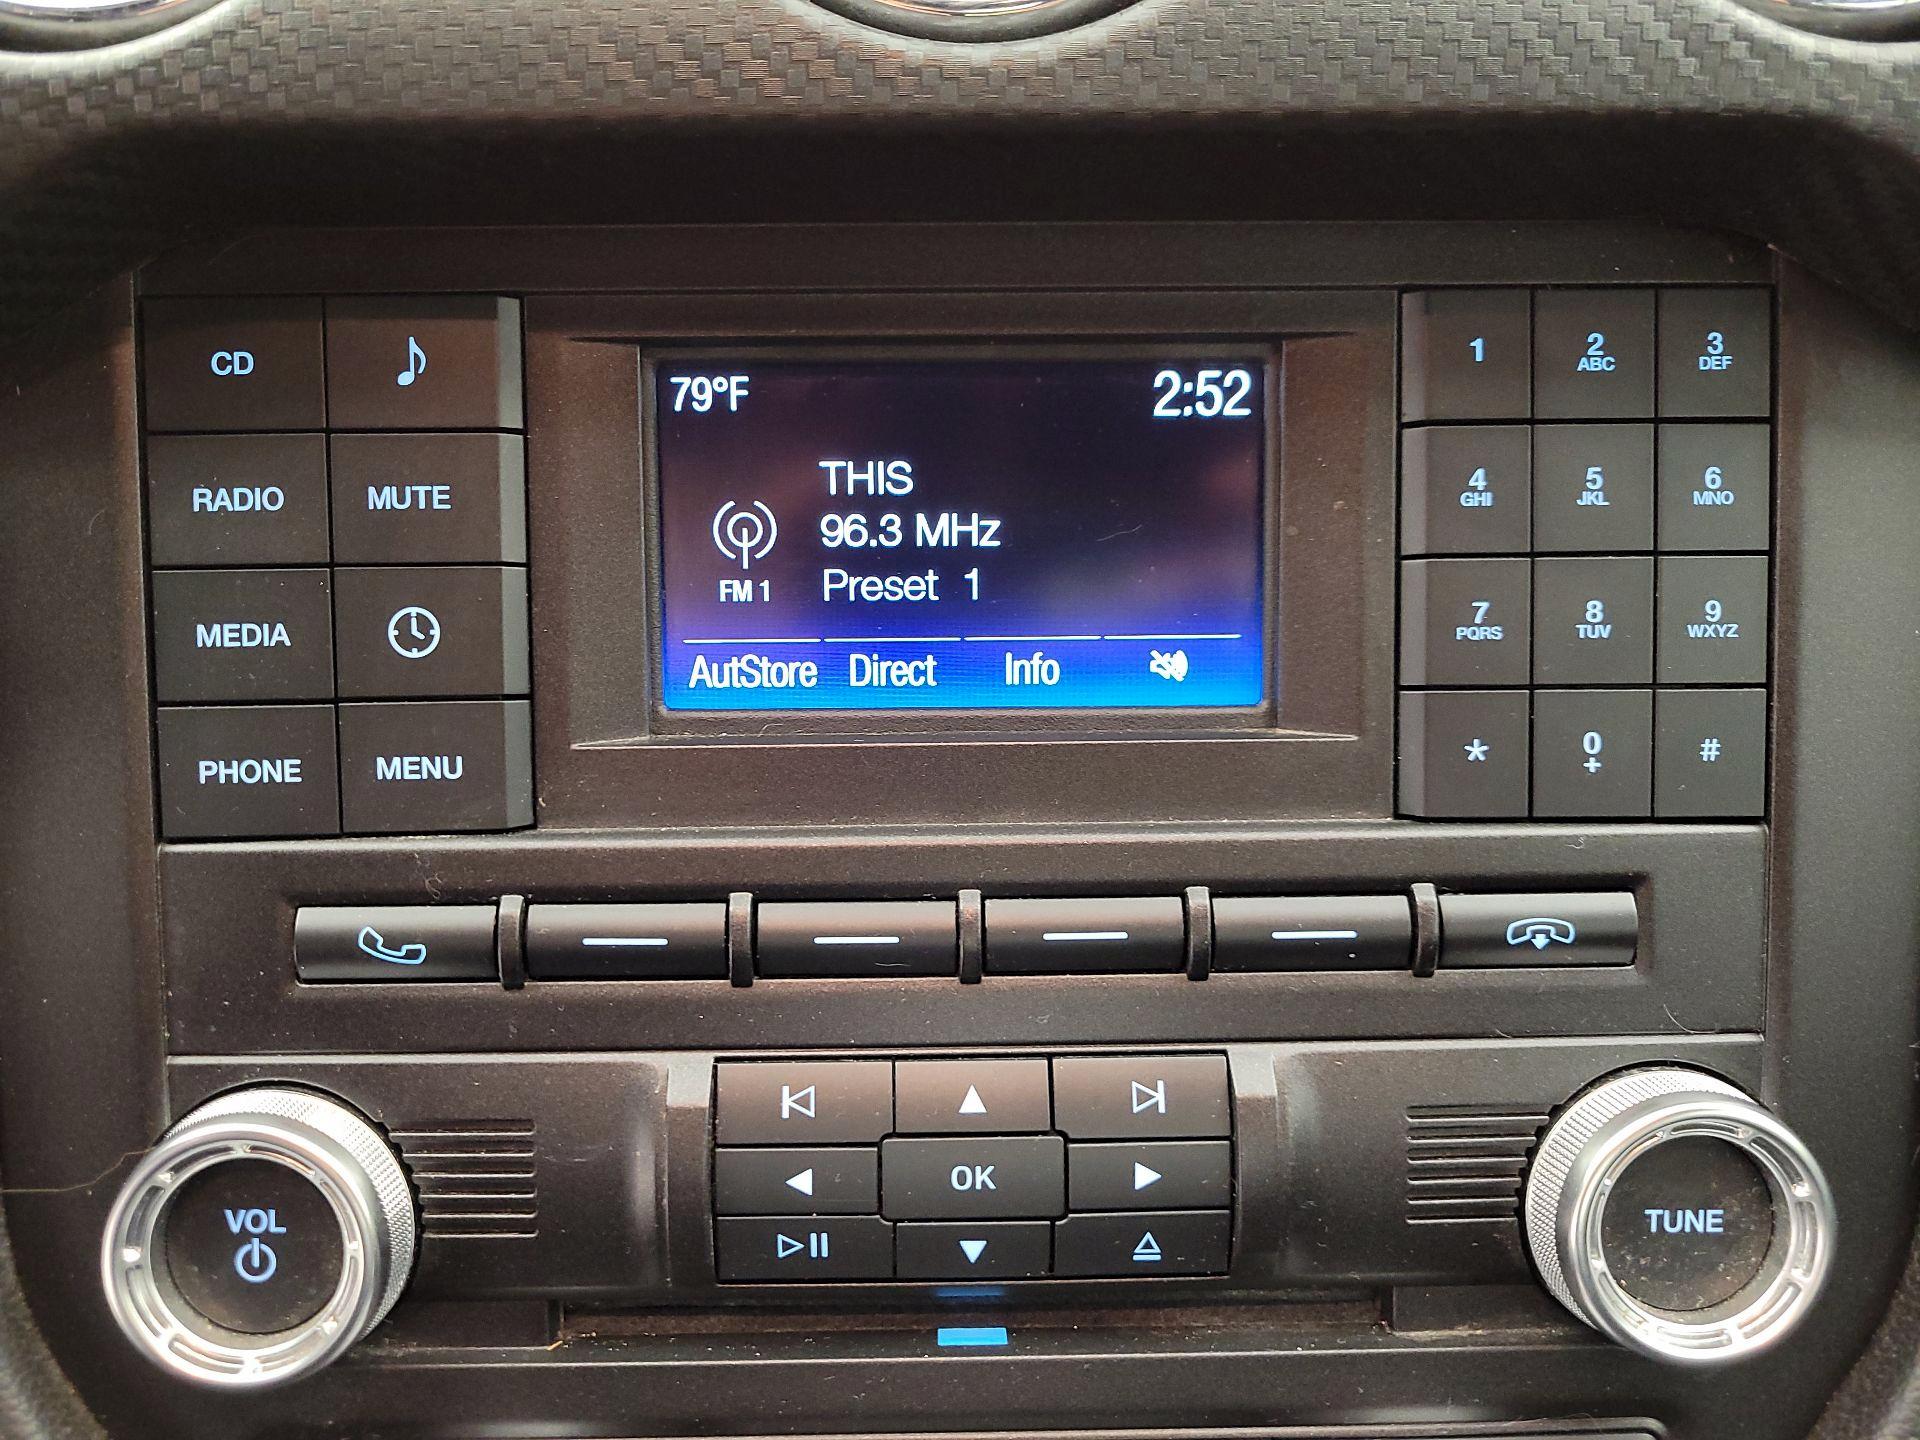 79°F 2:52
THIS
96.3 MHz
FM 1 Preset 1
AutStore Direct Info
CD
RADIO MUTE
MEDIA
PHONE MENU
1 2 ABC 3 DEF
4 GHI 5 JKL 6 MNO
7 PQRS 8 TUV 9 WXYZ
* 0 + #
OK
VOL
TUNE